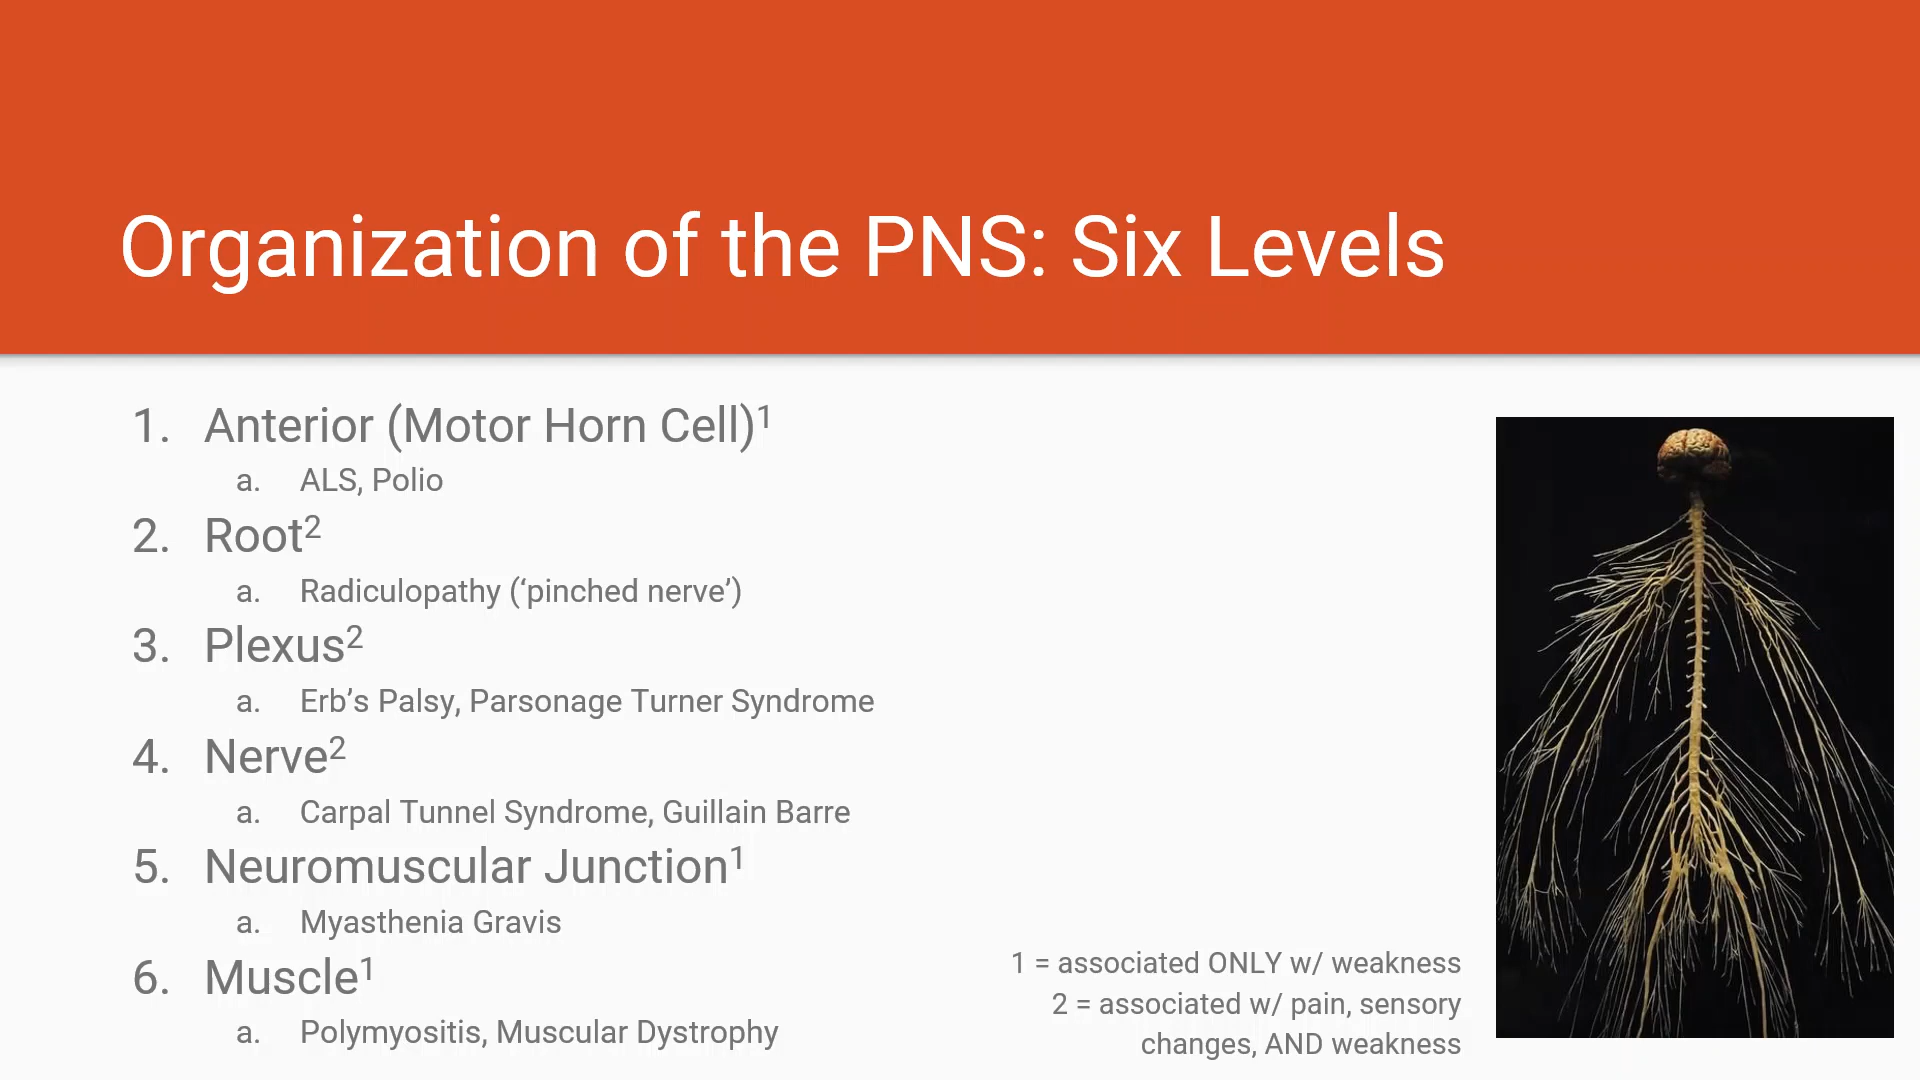 Organization of the PNS: Six Levels
1. Anterior (Motor Horn Cell)¹
a. ALS, Polio
2. Root²
a. Radiculopathy (‘pinched nerve’)
3. Plexus²
a. Erb’s Palsy, Parsonage Turner Syndrome
4. Nerve²
a. Carpal Tunnel Syndrome, Guillain Barre
5. Neuromuscular Junction¹
a. Myasthenia Gravis
6. Muscle¹
a. Polymyositis, Muscular Dystrophy
1 = associated ONLY w/ weakness
2 = associated w/ pain, sensory
changes, AND weakness